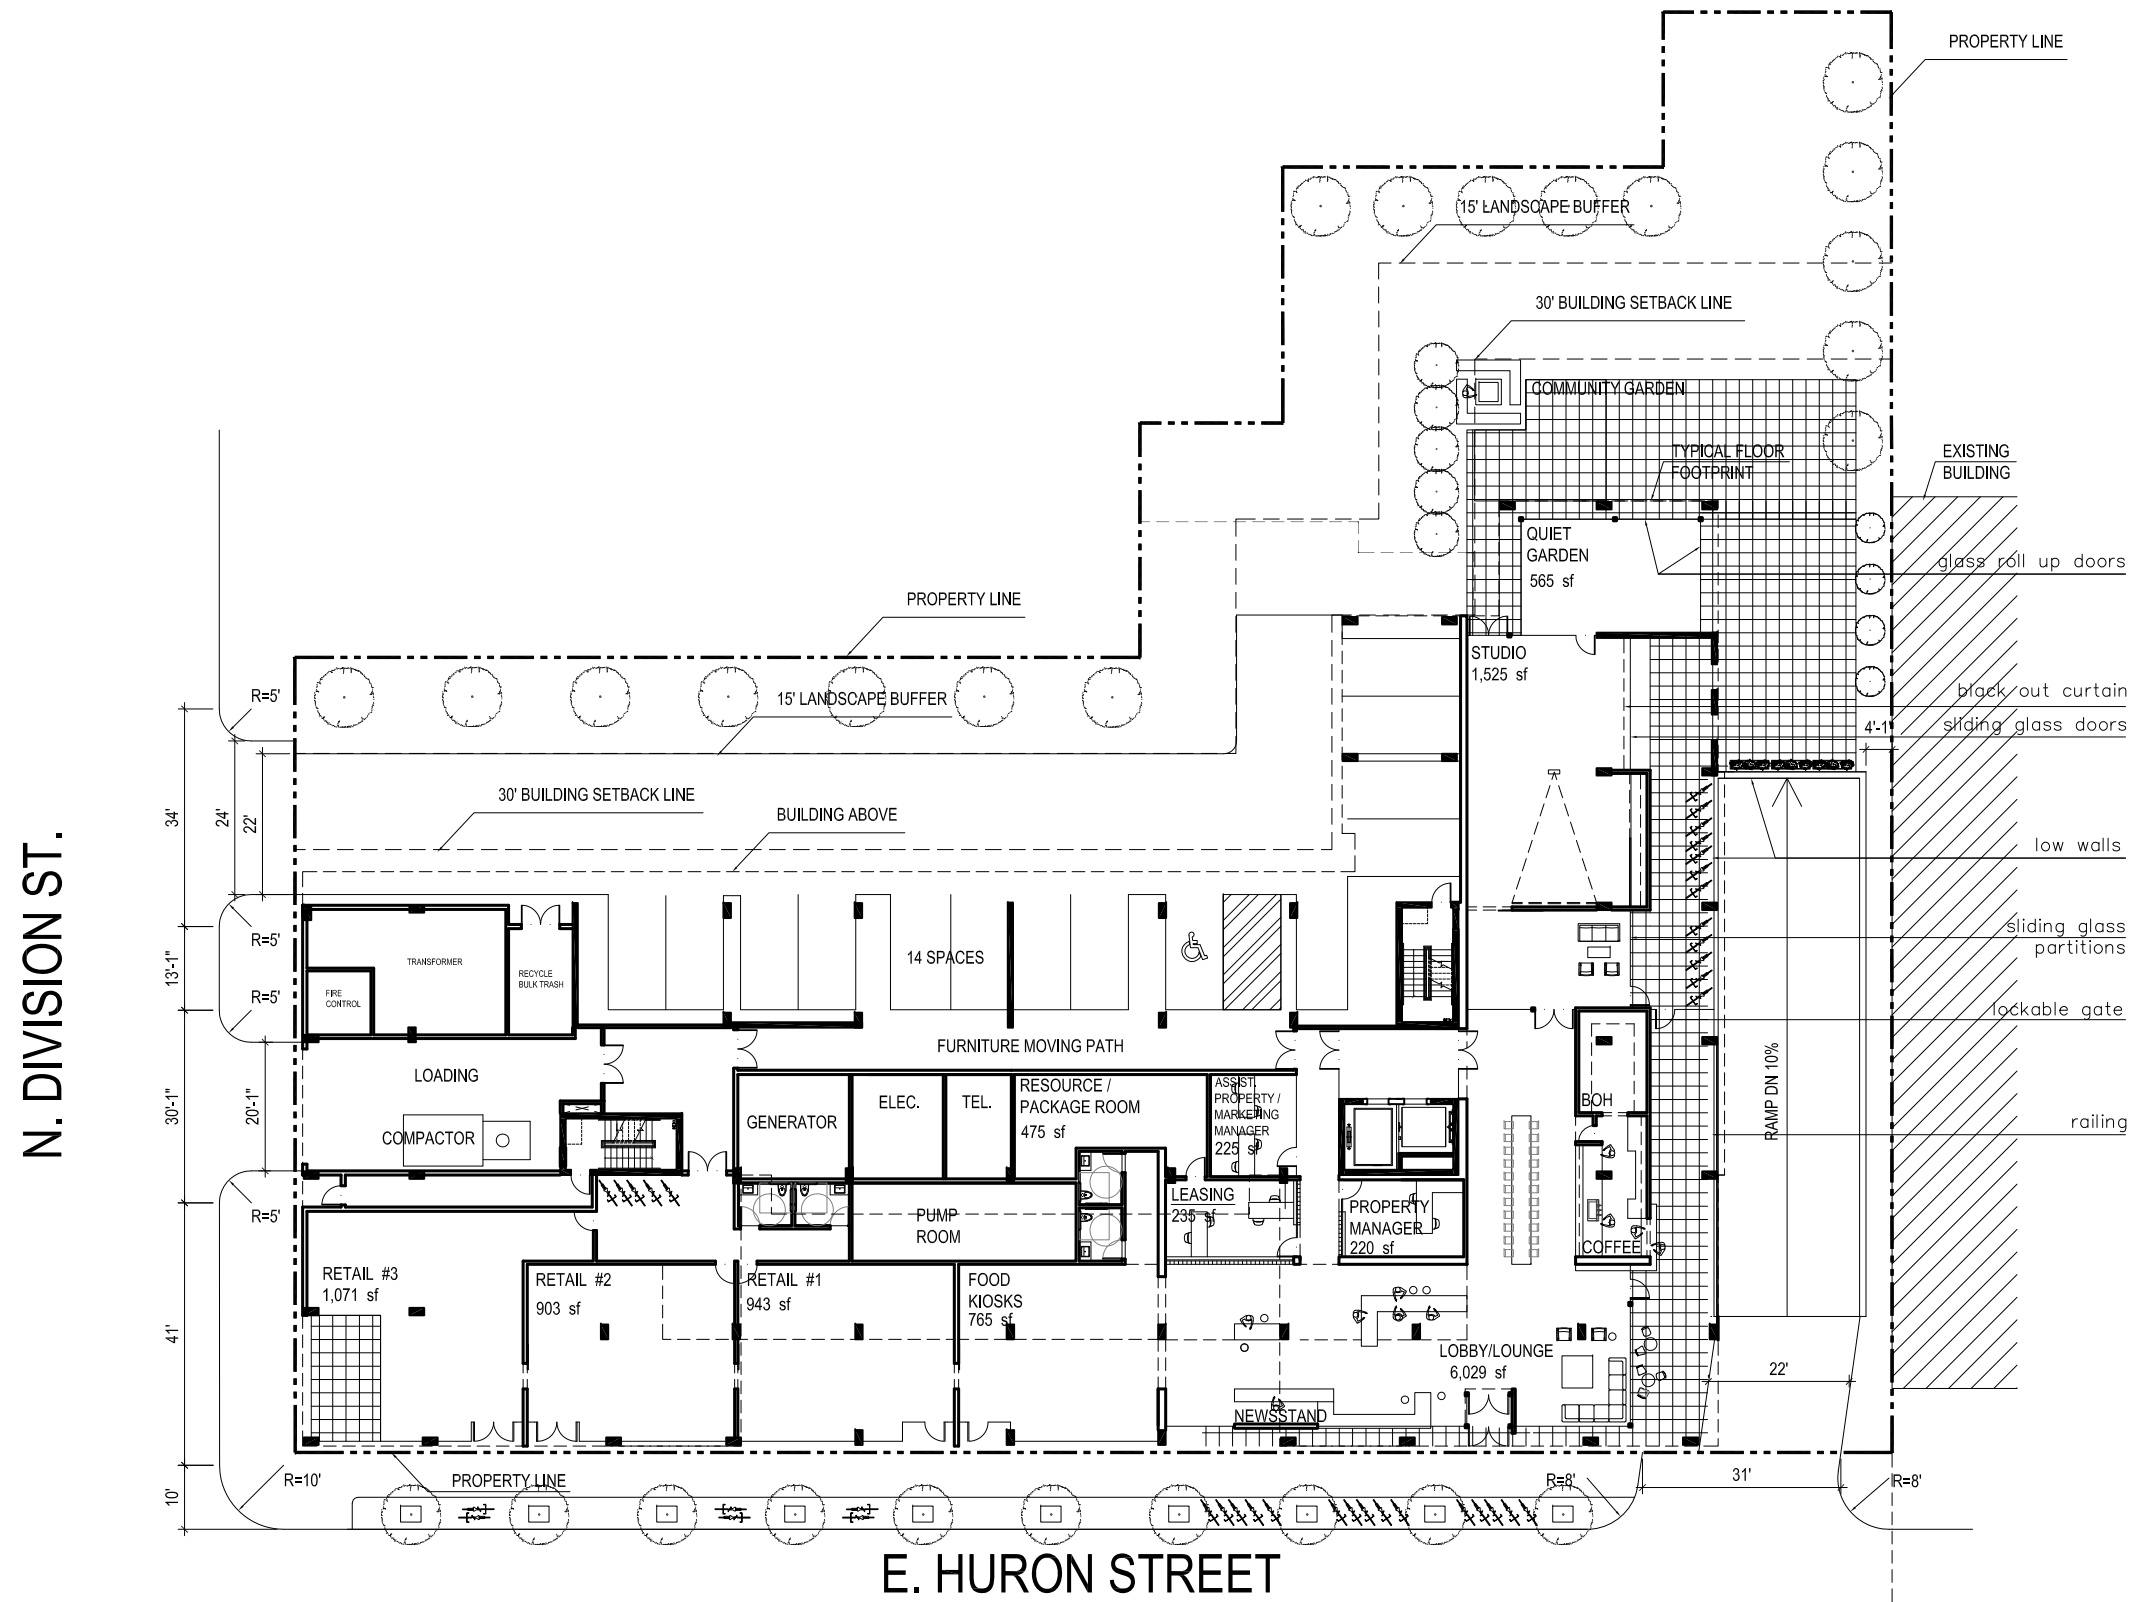 PROPERTY LINE
15' LANDSCAPE BUFFER
30' BUILDING SETBACK LINE
COMMUNITY GARDEN
TYPICAL FLOOR
FOOTPRINT
EXISTING
BUILDING
QUIET
GARDEN
565 sf
glass roll up doors
PROPERTY LINE
STUDIO
1,525 sf
R=5'
15' LANDSCAPE BUFFER
black out curtain
sliding glass doors
4'-1"
30' BUILDING SETBACK LINE
BUILDING ABOVE
34'
24'
22'
low walls
N. DIVISION ST.
R=5'
13'-1"
TRANSFORMER
RECYCLE
BULK TRASH
FIRE
CONTROL
14 SPACES
sliding glass
partitions
R=5'
lockable gate
FURNITURE MOVING PATH
LOADING
COMPACTOR
30'-1"
20'-1"
GENERATOR
ELEC.
TEL.
RESOURCE /
PACKAGE ROOM
475 sf
ASSIST.
PROPERTY /
MARKETING
MANAGER
225 sf
BOH
RAMP DN 10%
railing
R=5'
PUMP
ROOM
LEASING
235 sf
PROPERTY
MANAGER
220 sf
COFFEE
RETAIL #3
1,071 sf
RETAIL #2
903 sf
RETAIL #1
943 sf
FOOD
KIOSKS
765 sf
41'
LOBBY/LOUNGE
6,029 sf
22'
NEWSSTAND
R=10'
PROPERTY LINE
R=8'
31'
R=8'
10'
E. HURON STREET